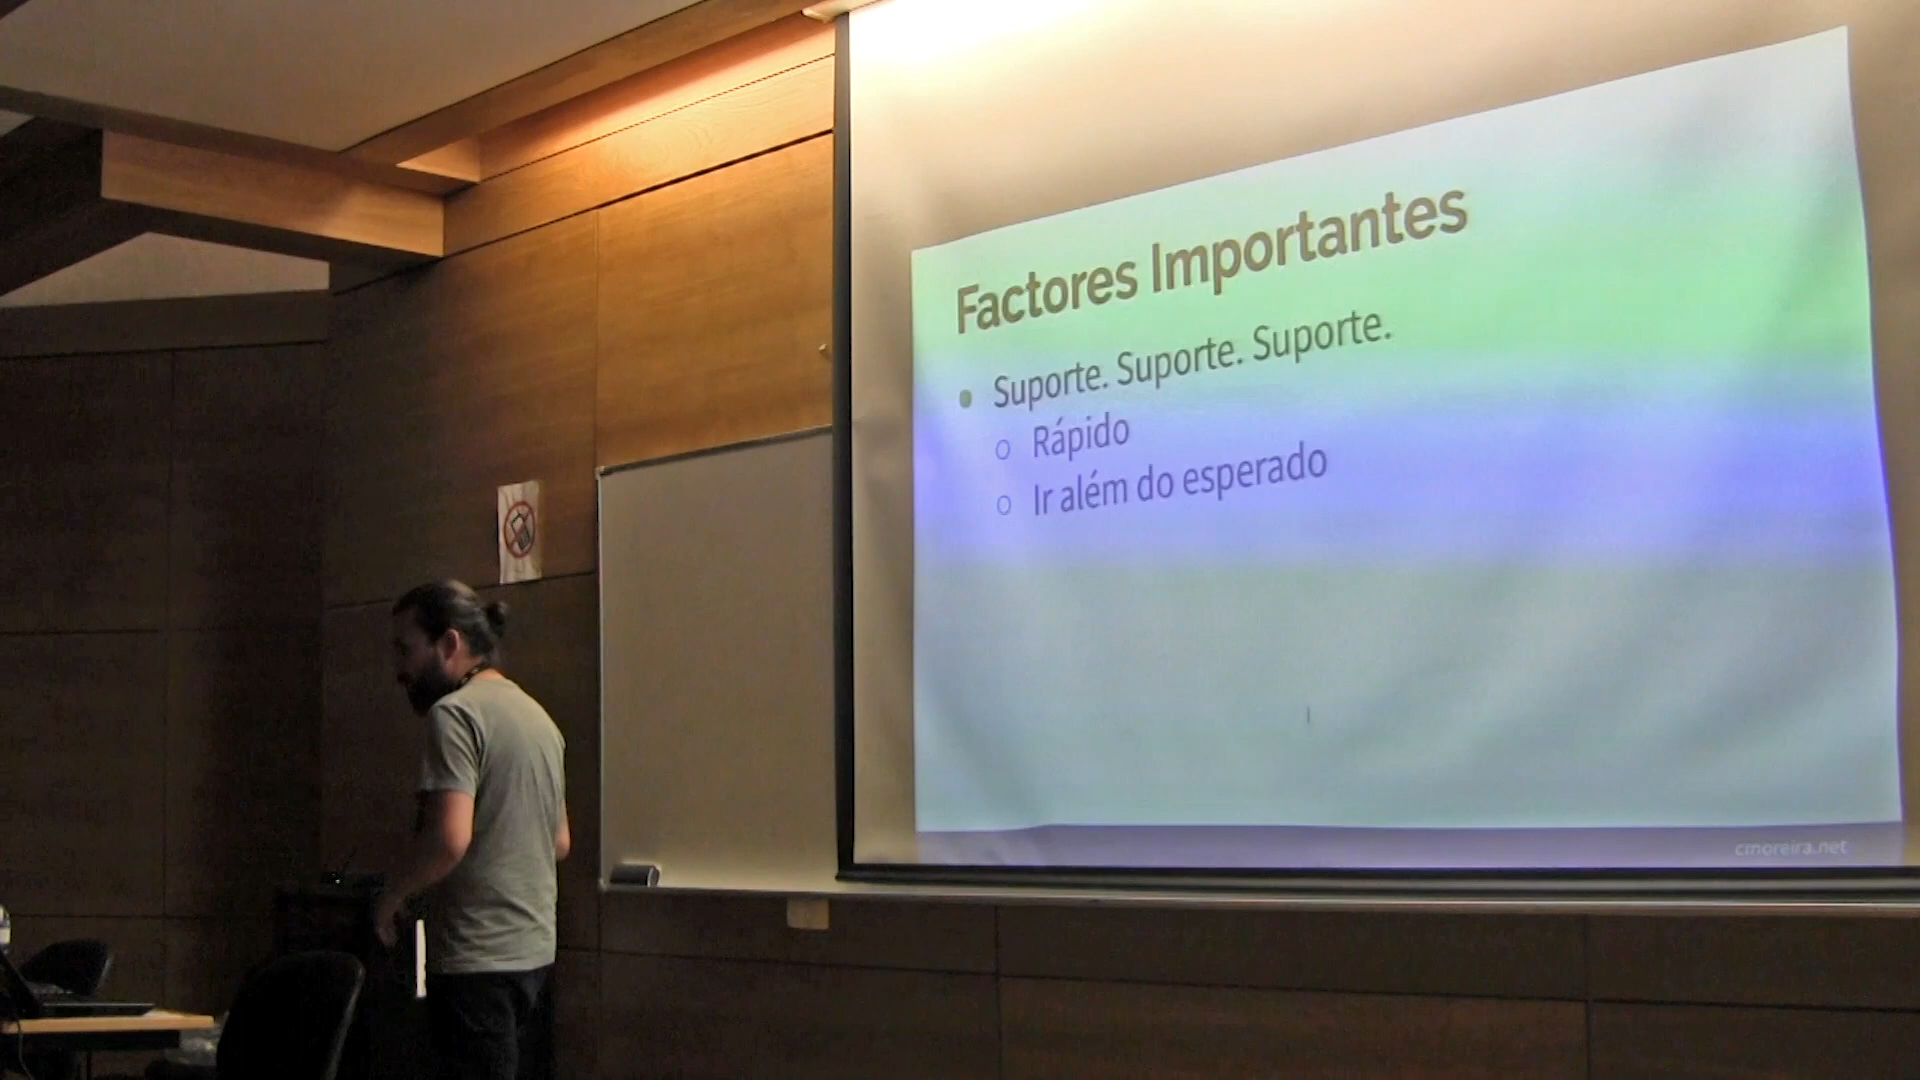 Factores Importantes
Suporte. Suporte. Suporte.
Rápido
Ir além do esperado
cmoreira.net